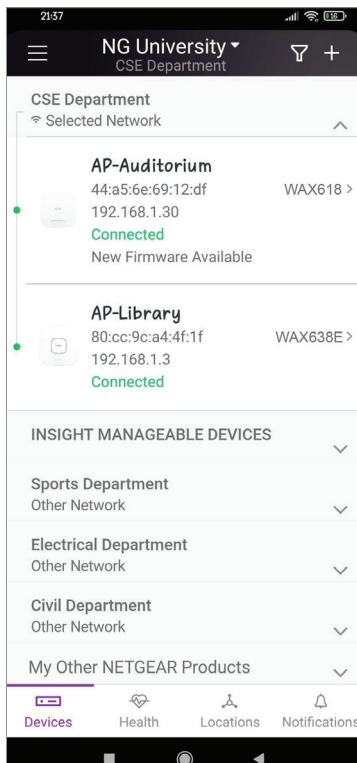 21:37
NG University
CSE Department
CSE Department
Selected Network
AP-Auditorium
44:a5:6e:69:12:df WAX618 >
192.168.1.30
Connected
New Firmware Available
AP-Library
80:cc:9c:a4:4f:1f WAX638E >
192.168.1.3
Connected
INSIGHT MANAGEABLE DEVICES
Sports Department
Other Network
Electrical Department
Other Network
Civil Department
Other Network
My Other NETGEAR Products
Devices Health Locations Notifications